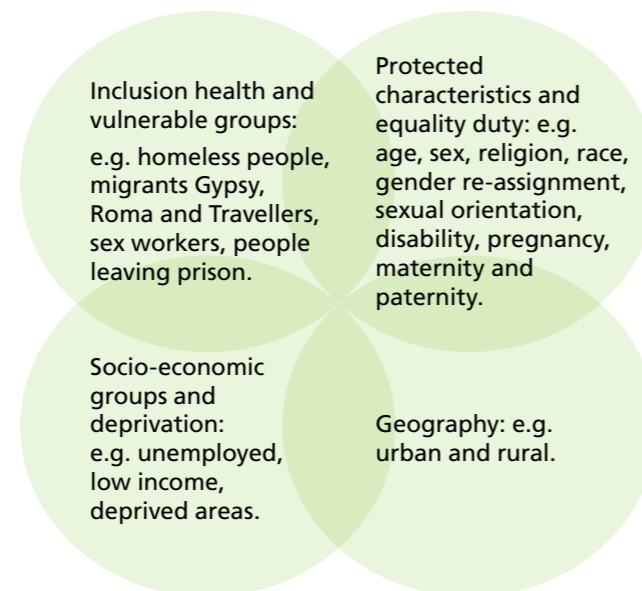 Inclusion health and
vulnerable groups:
e.g. homeless people,
migrants Gypsy,
Roma and Travellers,
sex workers, people
leaving prison.
Protected
characteristics and
equality duty: e.g.
age, sex, religion, race,
gender re-assignment,
sexual orientation,
disability, pregnancy,
maternity and
paternity.
Socio-economic
groups and
deprivation:
e.g. unemployed,
low income,
deprived areas.
Geography: e.g.
urban and rural.